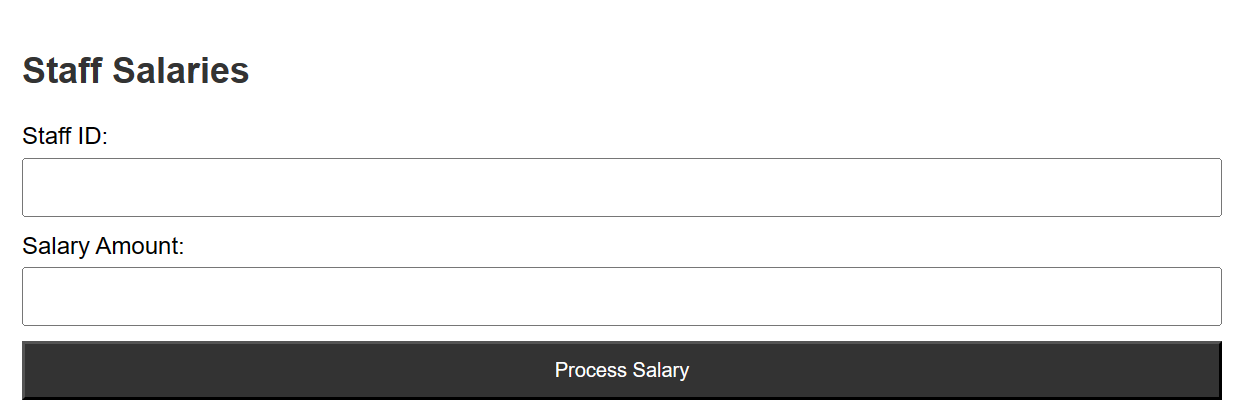 Staff Salaries
Staff ID:
Salary Amount:
Process Salary